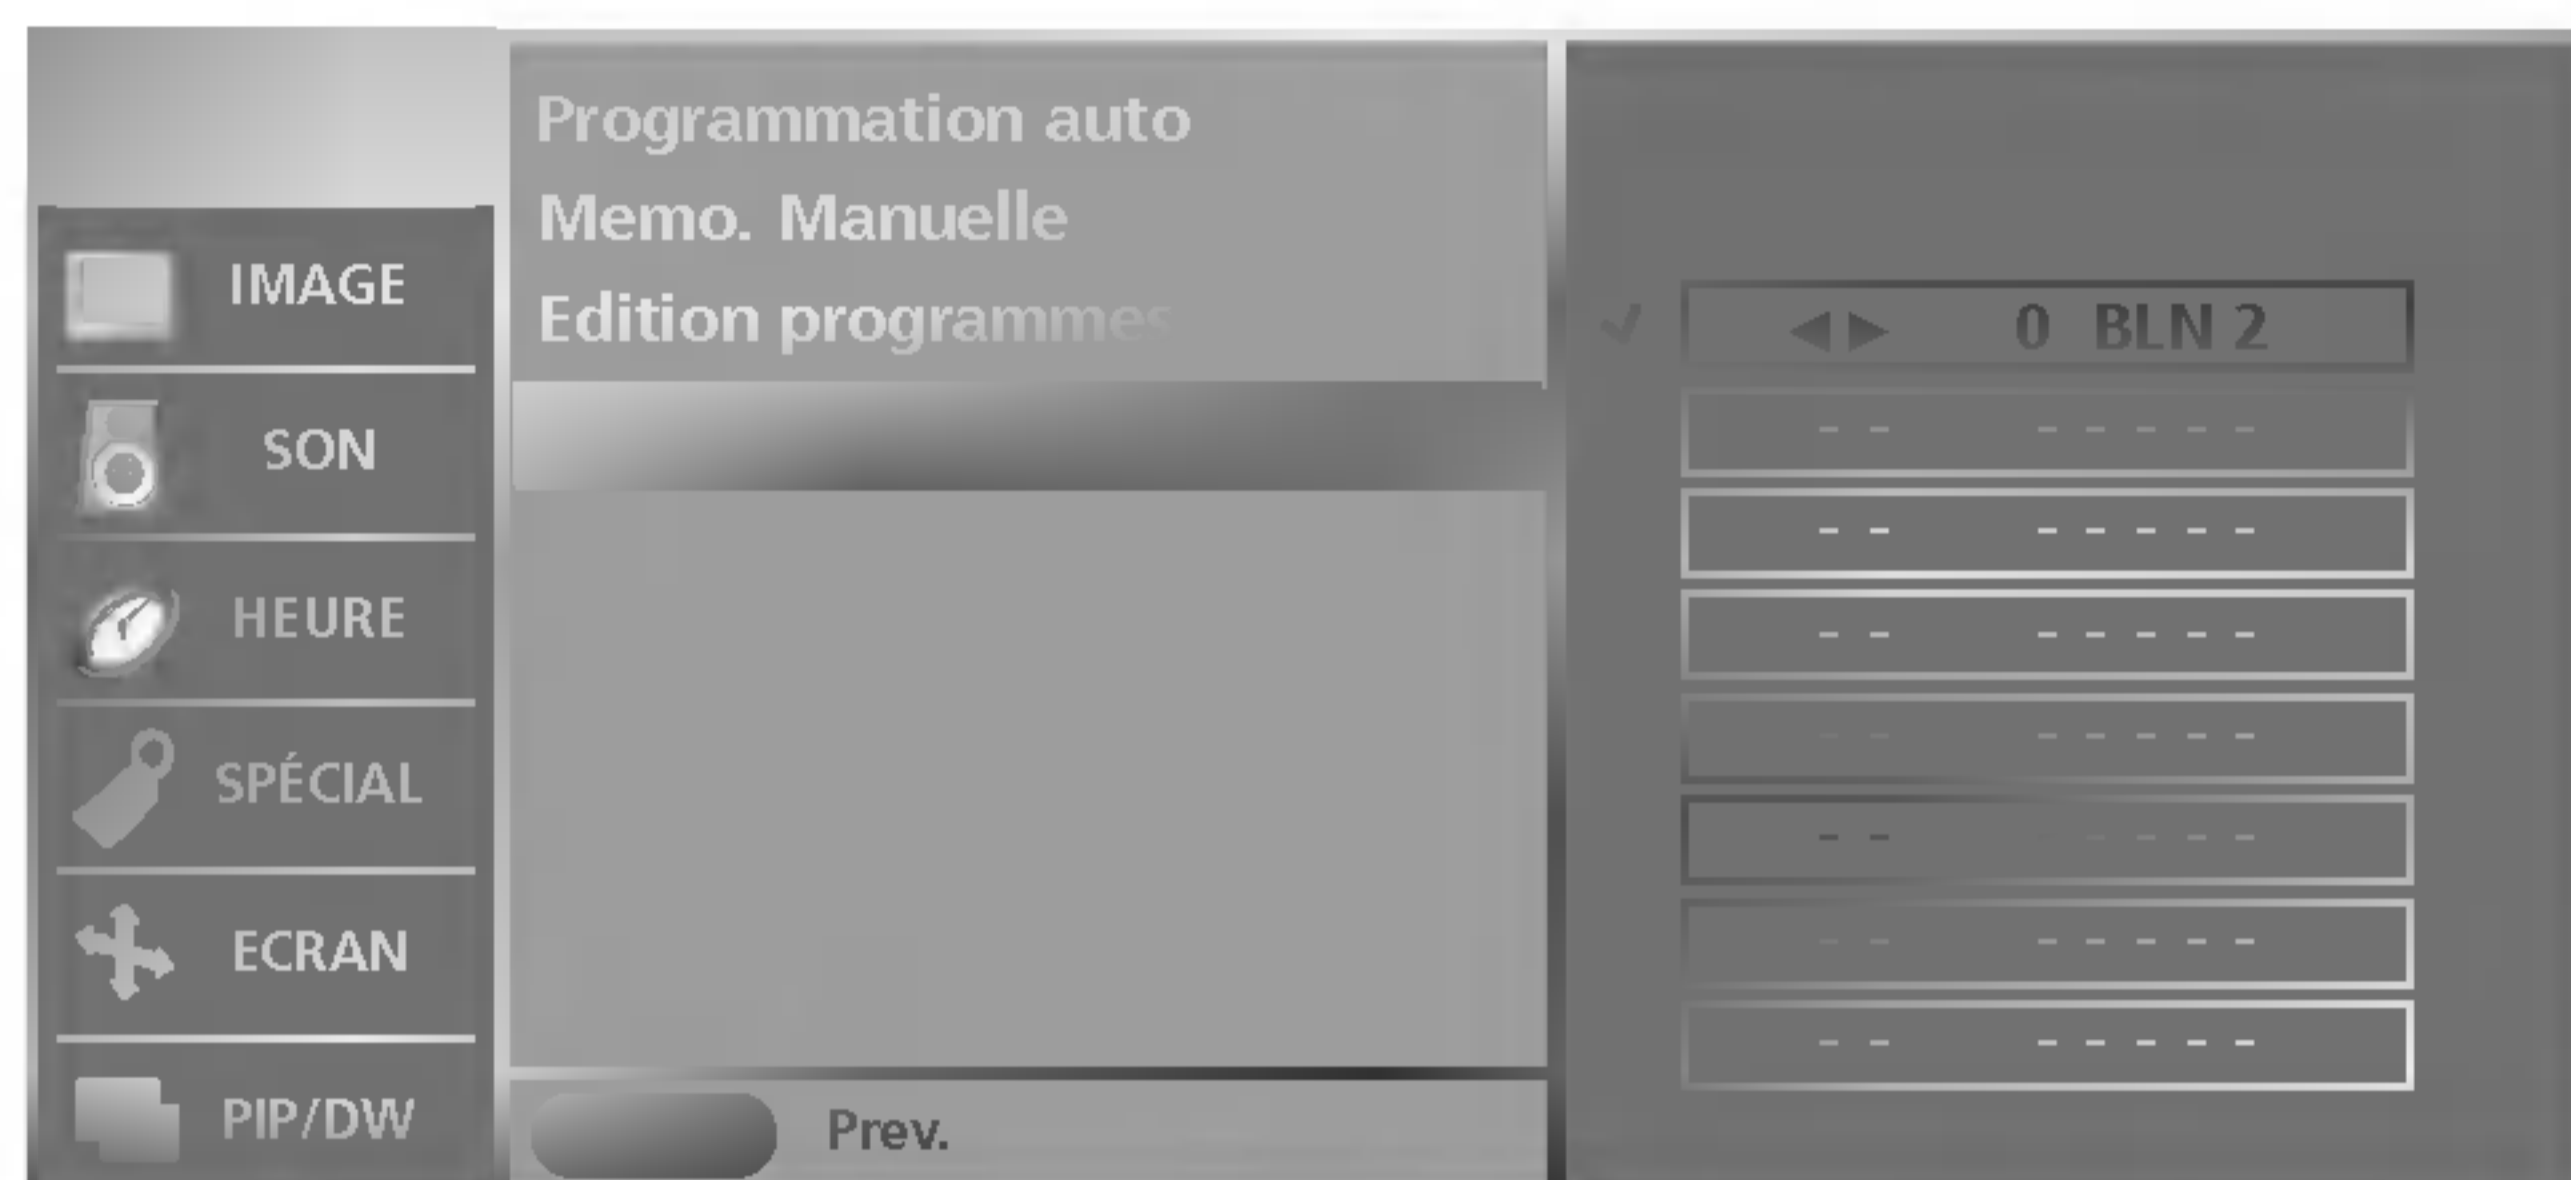 Programmation auto
Memo. Manuelle
Edition programmes
IMAGE
SON
HEURE
SPÉCIAL
ECRAN
PIP/DW
Prev.
0 BLN 2
-- -----
-- -----
-- -----
-- -----
-- -----
-- -----
-- -----